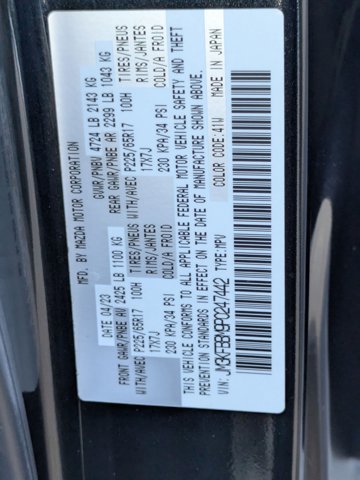 MFD. BY MAZDA MOTOR CORPORATION
GVWR/PNBV 4724 LB 2143 KG
04/23
FRONT GAWR/PNBE AV 2425 LB 1100 KG
REAR GAWR/PNBE AR 2299 LB 1043 KG
WITH/AVEC P225/65R17 100H TIRES/PNEUS
WITH/AVEC P225/65R17 100H TIRES/PNEUS
17X7J RIMS/JANTES
17X7J RIMS/JANTES
230 KPA/34 PSI COLD/A FROID
230 KPA/34 PSI COLD/A FROID
THIS VEHICLE CONFORMS TO ALL APPLICABLE FEDERAL MOTOR VEHICLE SAFETY AND THEFT
PREVENTION STANDARDS IN EFFECT ON THE DATE OF MANUFACTURE SHOWN ABOVE.
VIN: TYPE:MPV COLOR CODE:41W MADE IN JAPAN